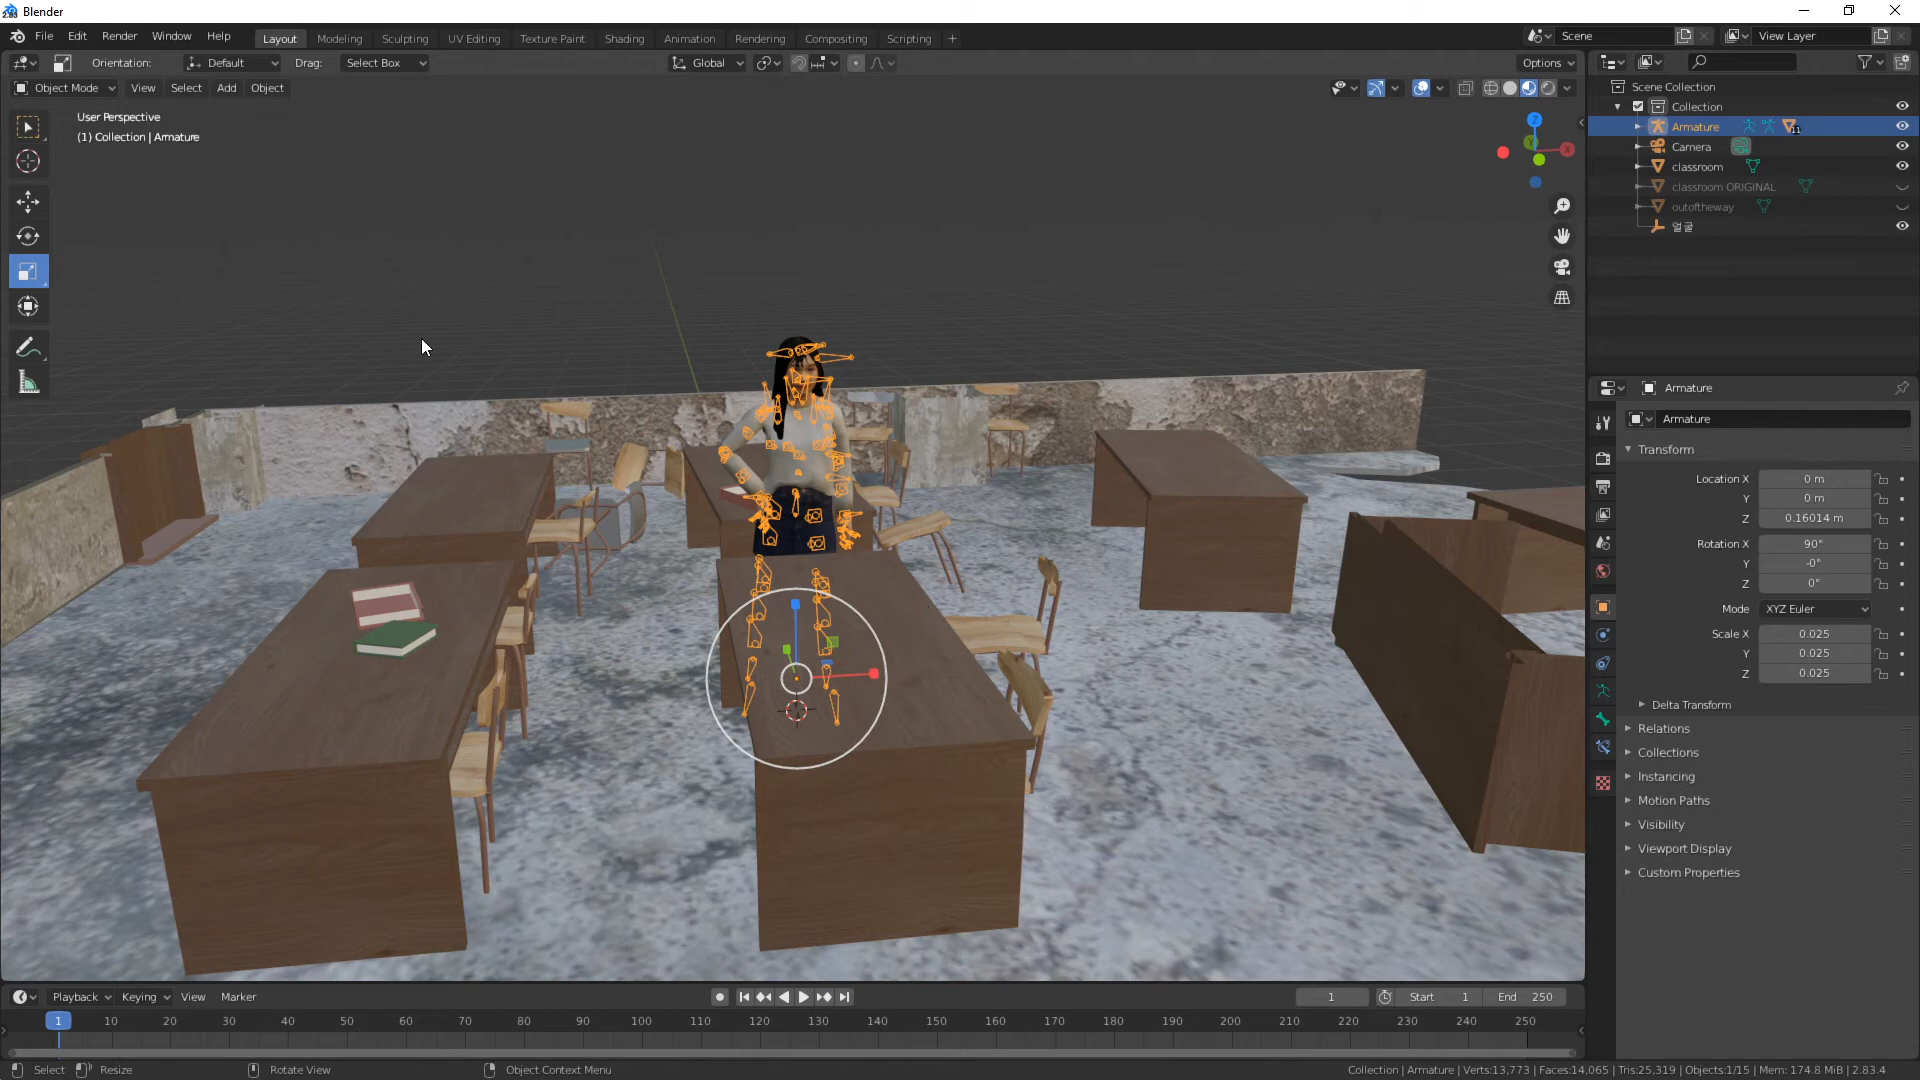 Blender
File Edit Render Window Help
Layout Modeling Sculpting UV Editing Texture Paint Shading Animation Rendering Compositing Scripting +
Scene
View Layer
Orientation: Default Drag: Select Box
Global
Options
Object Mode View Select Add Object
User Perspective
(1) Collection | Armature
Z
X
Y
Scene Collection
Collection
Armature
11
Camera
classroom
classroom ORIGINAL
outoftheway
얼굴
Armature
Armature
Transform
Location X 0 m
Y 0 m
Z 0.16014 m
Rotation X 90°
Y -0°
Z 0°
Mode XYZ Euler
Scale X 0.025
Y 0.025
Z 0.025
Delta Transform
Relations
Collections
Instancing
Motion Paths
Visibility
Viewport Display
Custom Properties
Playback Keying View Marker
1
Start 1
End 250
1 10 20 30 40 50 60 70 80 90 100 110 120 130 140 150 160 170 180 190 200 210 220 230 240 250
Select Resize Rotate View Object Context Menu
Collection | Armature | Verts:13,773 | Faces:14,065 | Tris:25,319 | Objects:1/15 | Mem: 174.8 MiB | 2.83.4